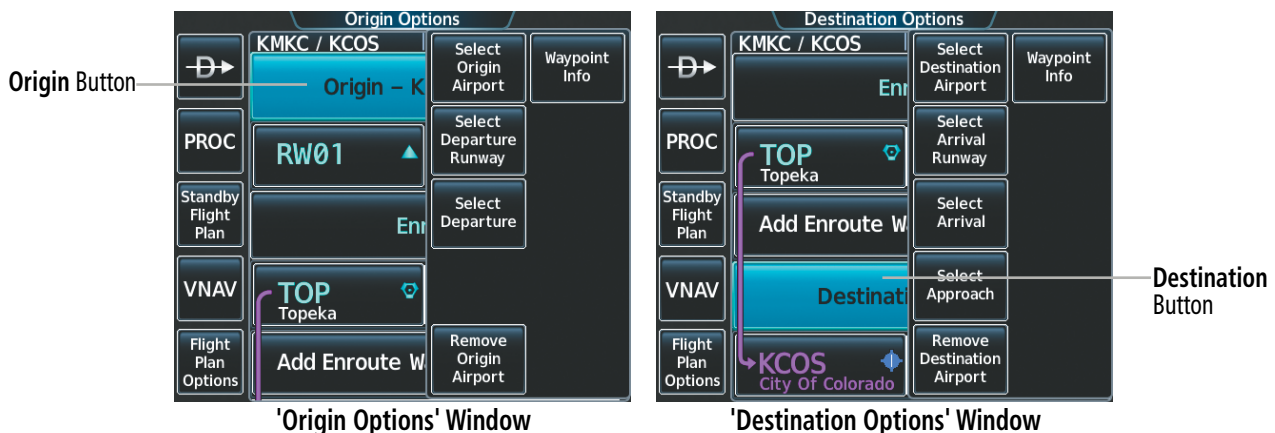 Origin Options
KMKC / KCOS
Origin – K
PROC
RW01
Standby
Flight
Plan
Enr
VNAV
TOP
Topeka
Flight
Plan
Options
Add Enroute W
Select
Origin
Airport
Select
Departure
Runway
Select
Departure
Remove
Origin
Airport
Waypoint
Info
Origin Button
'Origin Options' Window
Destination Options
KMKC / KCOS
Enr
PROC
TOP
Topeka
Standby
Flight
Plan
Add Enroute W
VNAV
Destinati
Flight
Plan
Options
KCOS
City Of Colorado
Select
Destination
Airport
Select
Arrival
Runway
Select
Arrival
Select
Approach
Remove
Destination
Airport
Waypoint
Info
Destination
Button
'Destination Options' Window